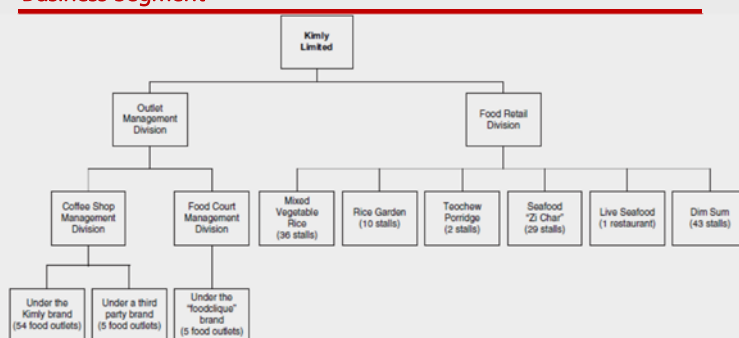 Business Segment
Kimly
Limited
Outlet
Management
Division
Food Retail
Division
Coffee Shop
Management
Division
Food Court
Management
Division
Mixed
Vegetable
Rice
(36 stalls)
Rice Garden
(10 stalls)
Teochew
Porridge
(2 stalls)
Seafood
"Zi Char"
(29 stalls)
Live Seafood
(1 restaurant)
Dim Sum
(43 stalls)
Under the
Kimly brand
(54 food outlets)
Under a third
party brand
(5 food outlets)
Under the
"foodclique"
brand
(5 food outlets)